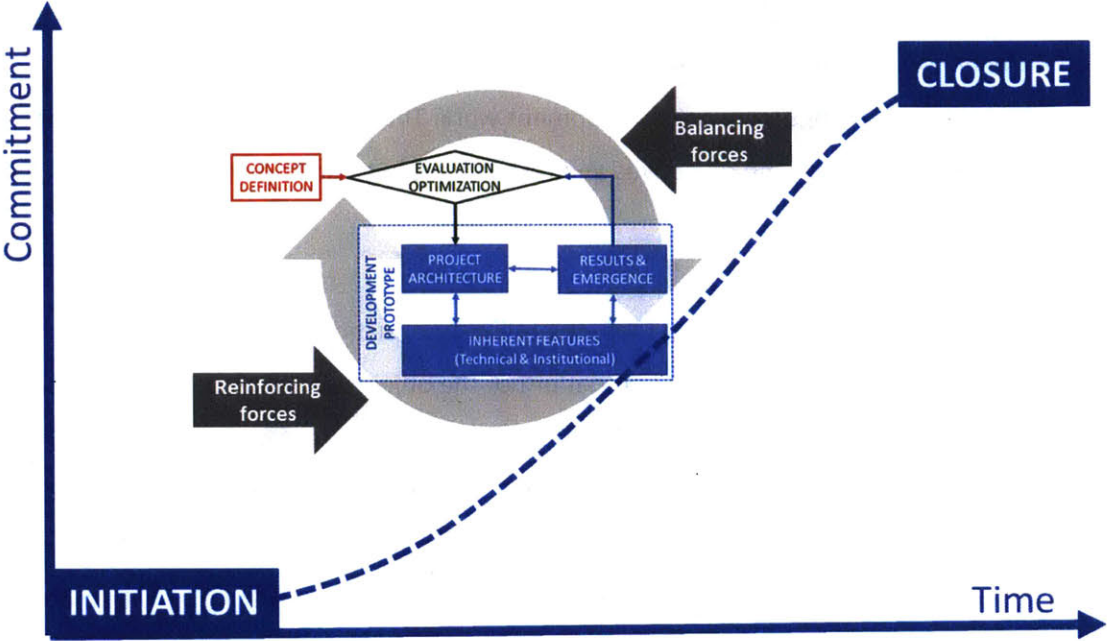 Commitment
CLOSURE
Balancing
forces
CONCEPT
DEFINITION
EVALUATION
OPTIMIZATION
DEVELOPMENT
PROTOTYPE
PROJECT
ARCHITECTURE
RESULTS &
EMERGENCE
INHERENT FEATURES
(Technical & Institutional)
Reinforcing
forces
INITIATION
Time